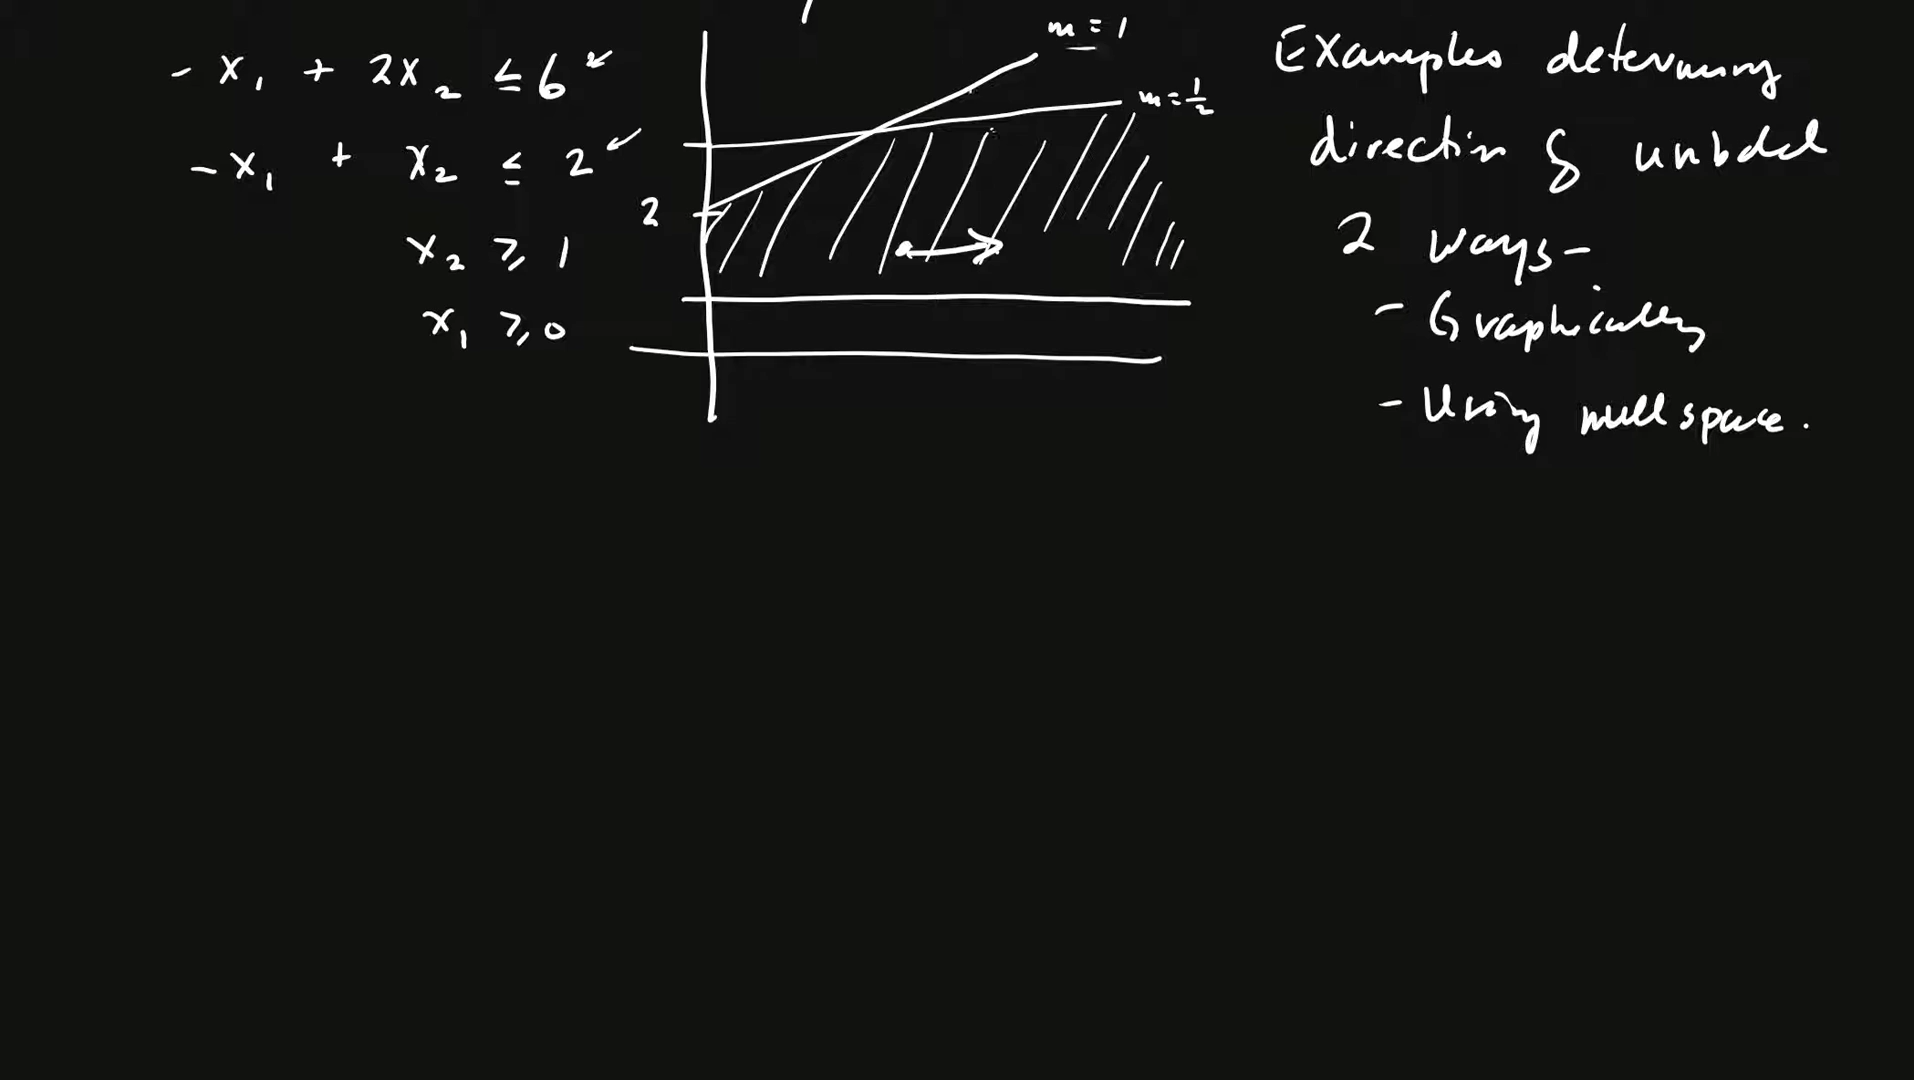 - x₁ + 2x₂ ≤ 6
- x₁ + x₂ ≤ 2
x₂ ⩾ 1
x₁ ⩾ 0
m = 1
m = 1/2
2
Examples determining
direction of unbdd
2 ways -
- Graphically
- Using nullspace.